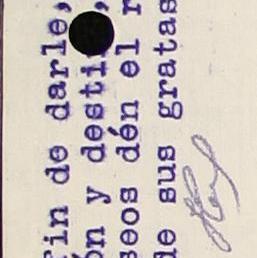 fin de darle,
ón y desti
seos dén el r
de sus gratas